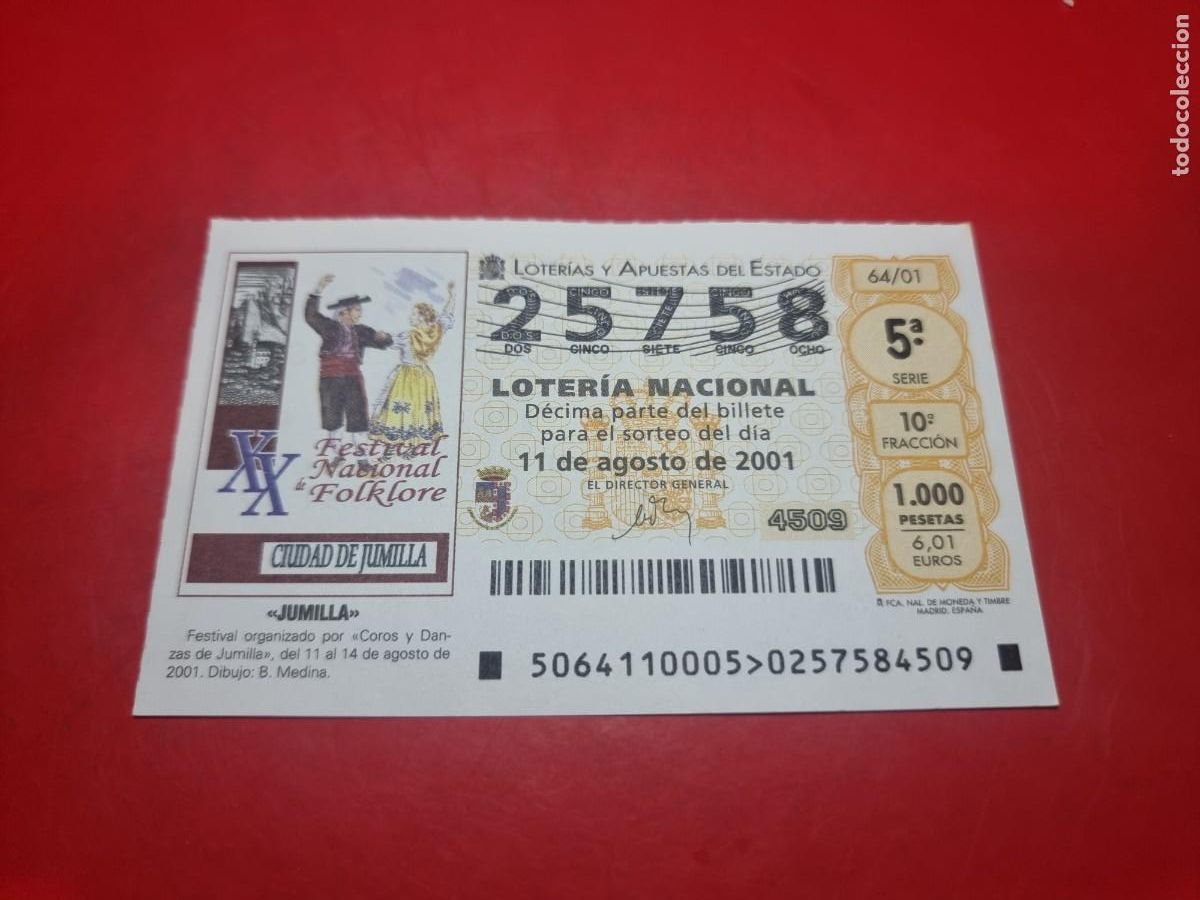 XX
Festival
Nacional
de Folklore
CIUDAD DE JUMILLA
«JUMILLA»
Festival organizado por «Coros y Dan-
zas de Jumilla», del 11 al 14 de agosto de
2001. Dibujo: B. Medina.
LOTERÍAS Y APUESTAS DEL ESTADO
25758
DOS CINCO SIETE CINCO OCHO
LOTERÍA NACIONAL
Décima parte del billete
para el sorteo del día
11 de agosto de 2001
EL DIRECTOR GENERAL
4509
64/01
5ª
SERIE
10ª
FRACCIÓN
1.000
PESETAS
6,01
EUROS
FCA. NAL. DE MONEDA Y TIMBRE
MADRID. ESPAÑA
5064110005>0257584509
todocoleccion